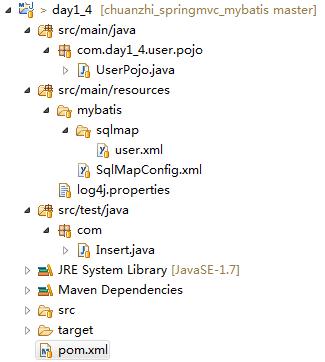 > day1_4 [chuanzhi_springmvc_mybatis master]
src/main/java
com.day1_4.user.pojo
UserPojo.java
src/main/resources
mybatis
sqlmap
user.xml
SqlMapConfig.xml
log4j.properties
src/test/java
com
Insert.java
JRE System Library [JavaSE-1.7]
Maven Dependencies
src
target
pom.xml